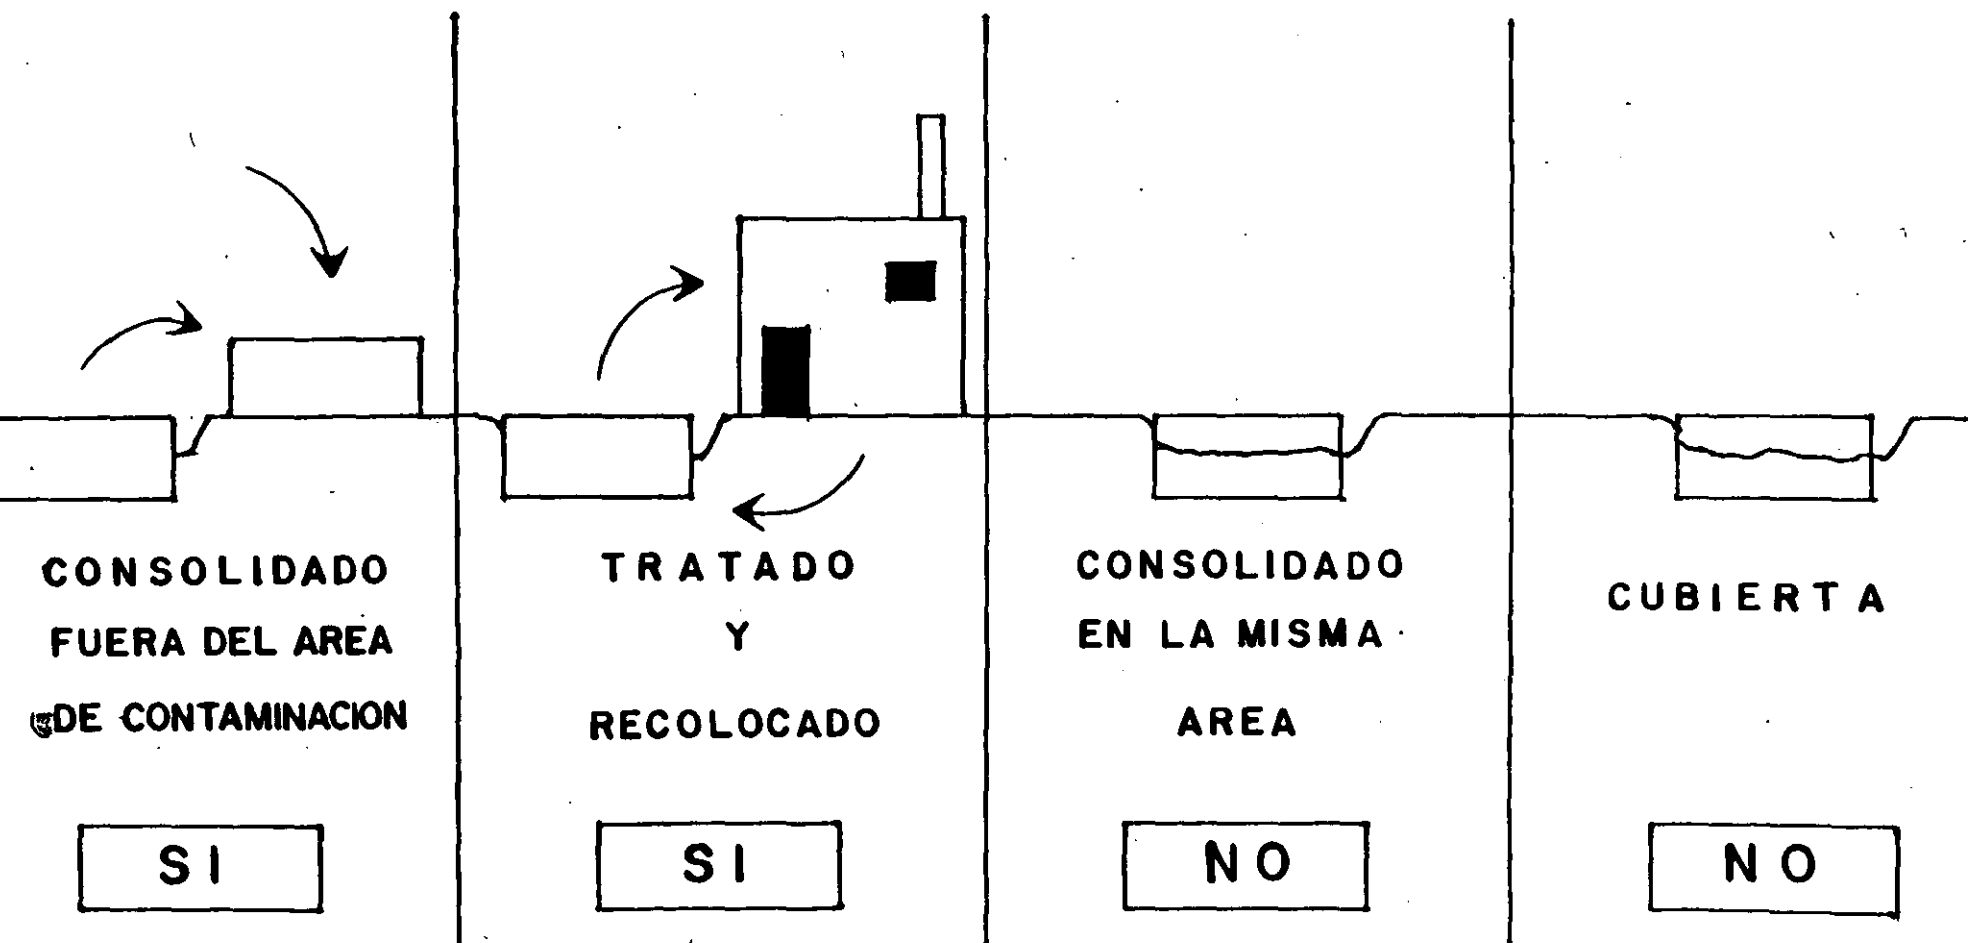 CONSOLIDADO
FUERA DEL AREA
DE CONTAMINACION
SI
TRATADO
Y
RECOLOCADO
SI
CONSOLIDADO
EN LA MISMA
AREA
NO
CUBIERTA
NO